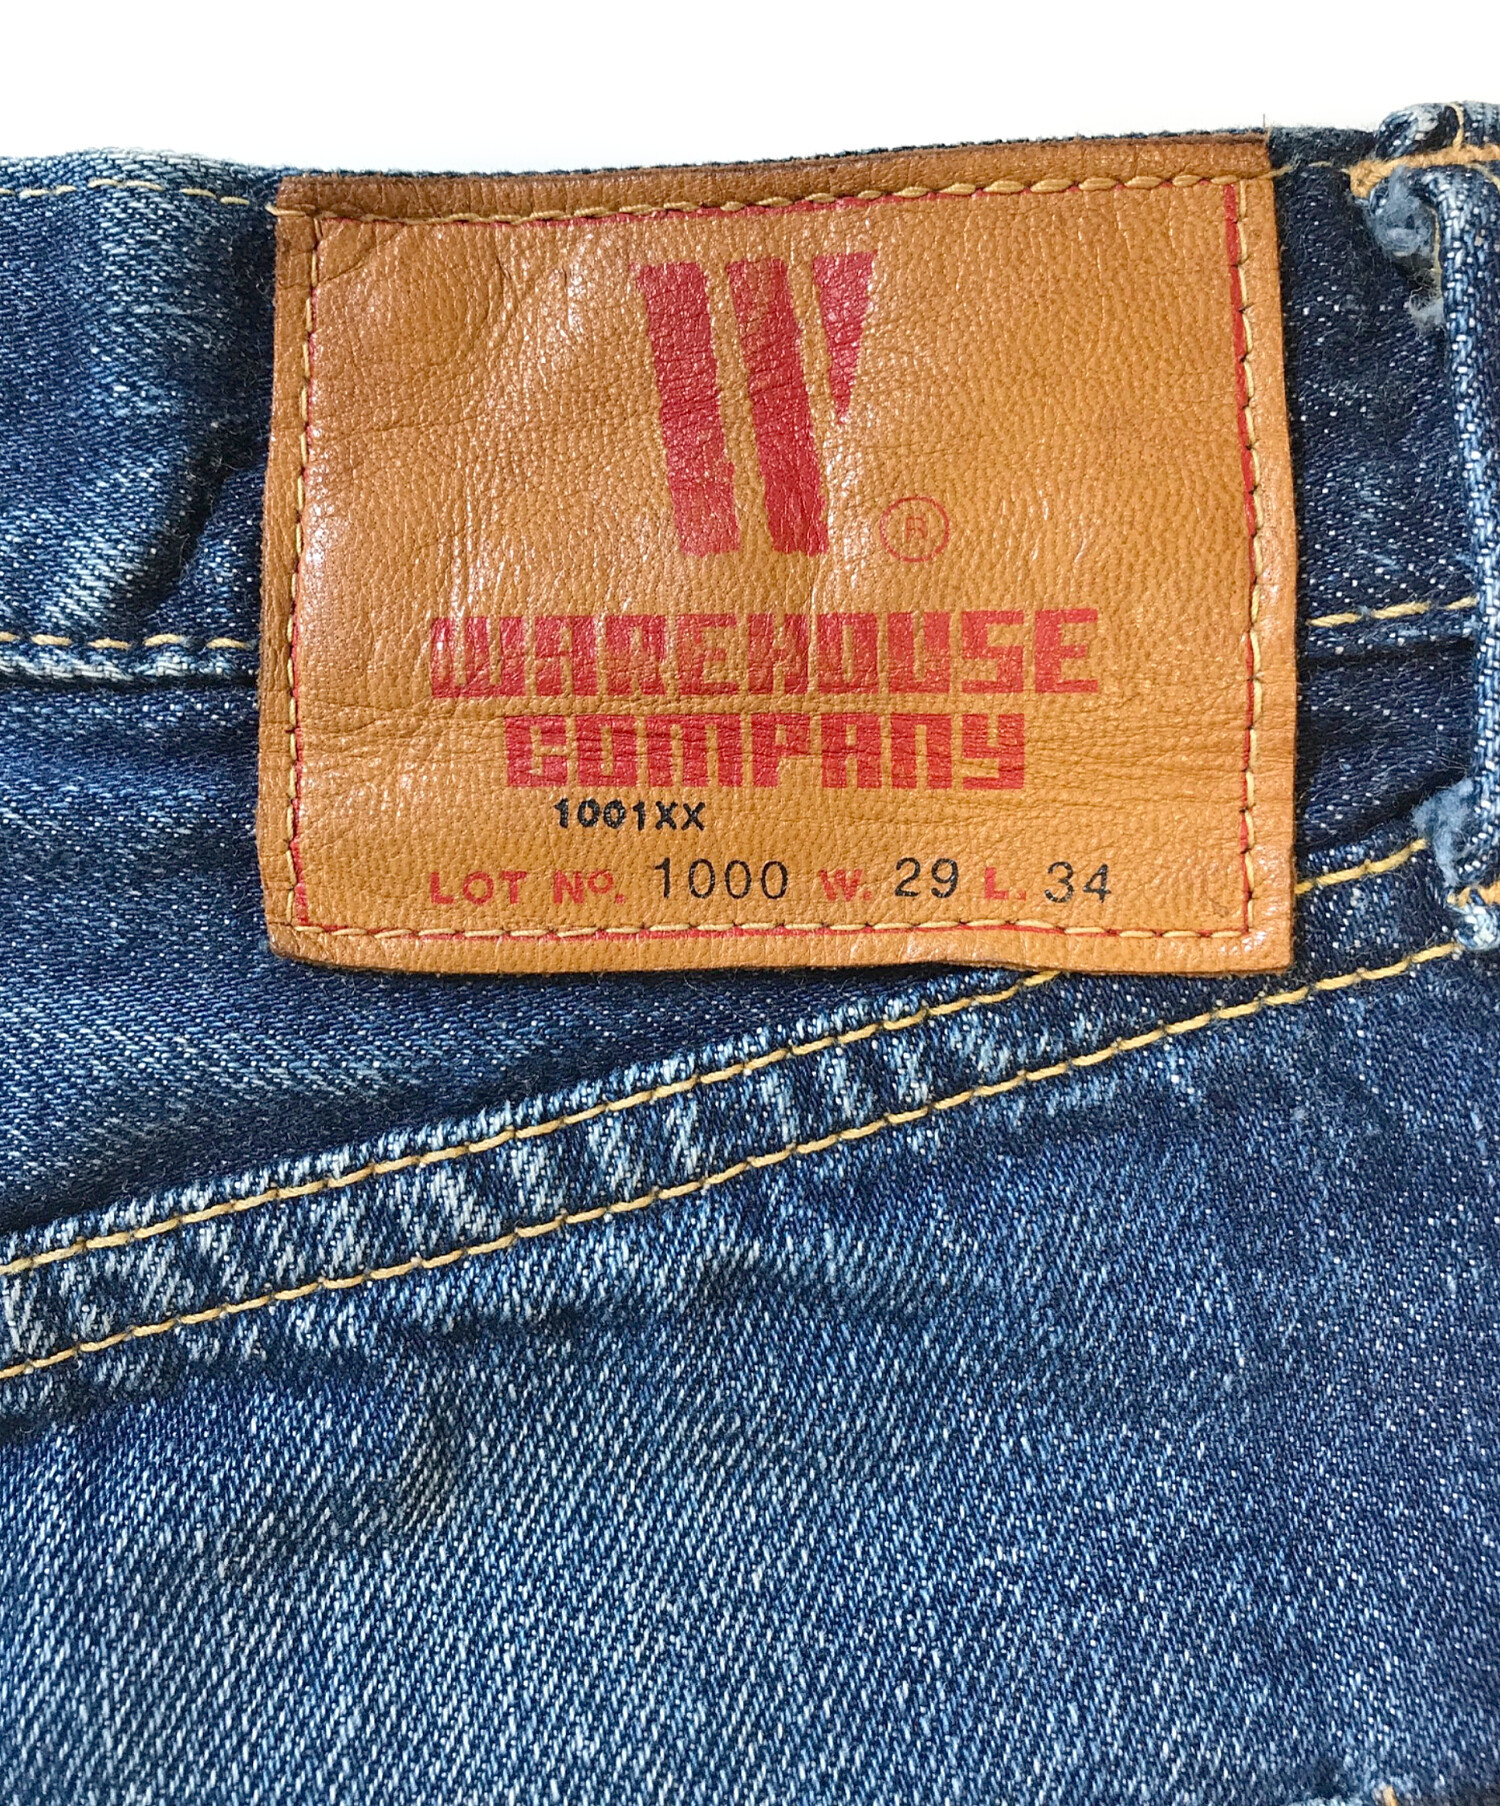 W ®
WAREHOUSE
COMPANY
1001XX
LOT No. 1000 W. 29 L. 34